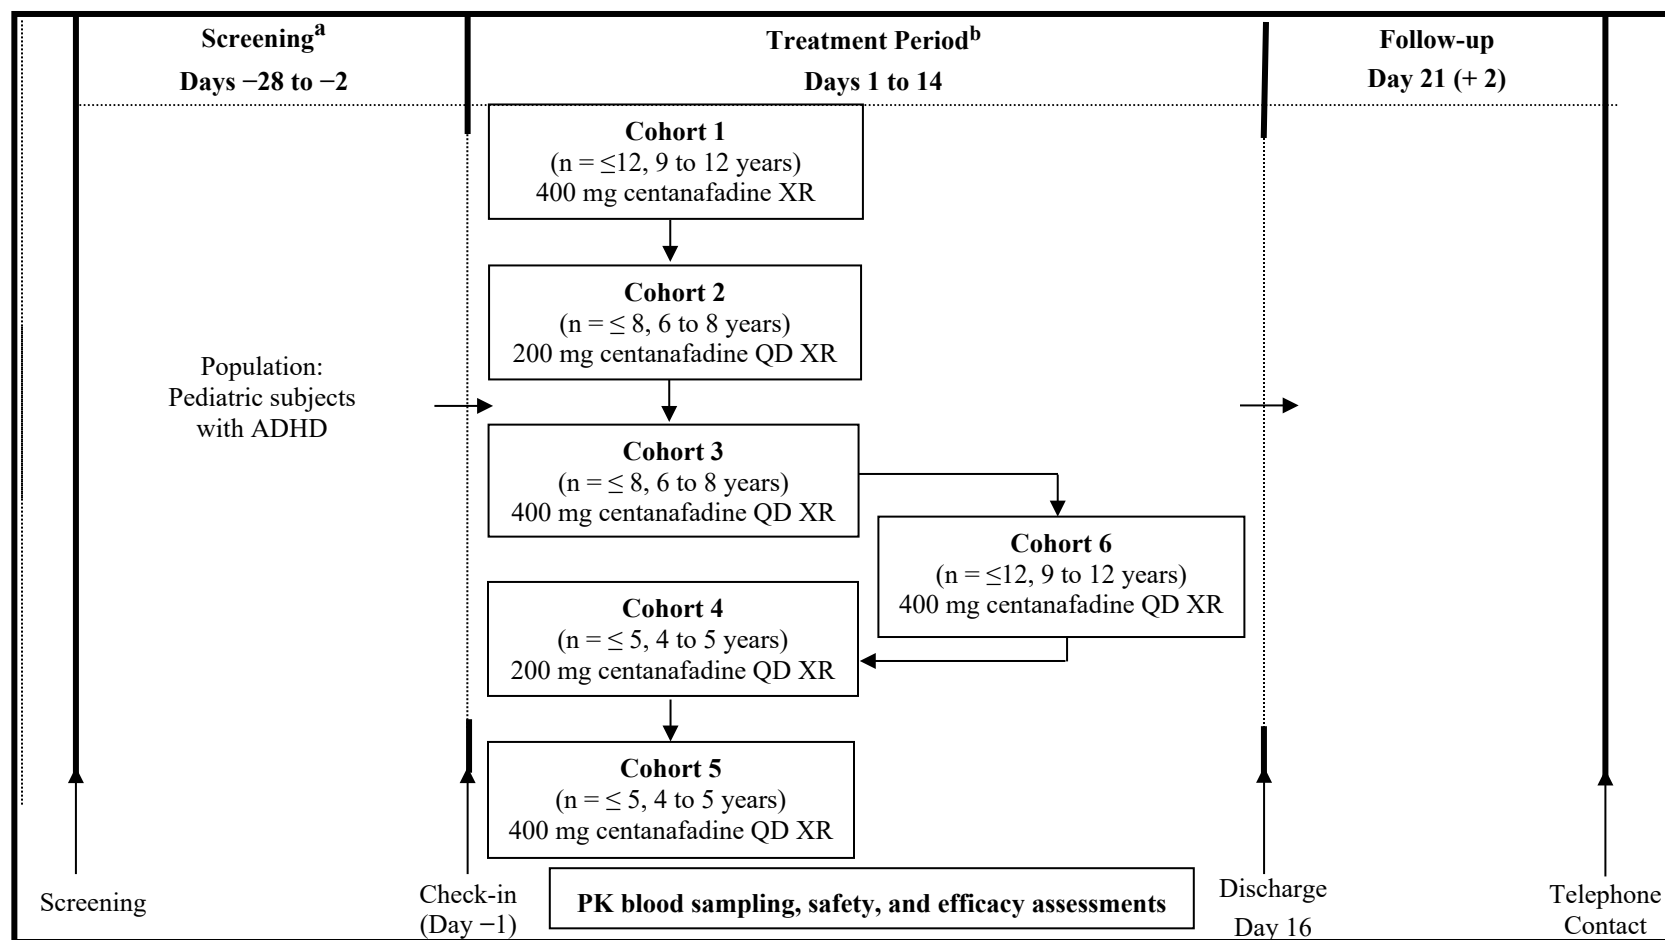 Screeningᵃ
Days −28 to −2
Treatment Periodᵇ
Days 1 to 14
Follow-up
Day 21 (+ 2)
Cohort 1
(n = ≤12, 9 to 12 years)
400 mg centanafadine XR
Cohort 2
(n = ≤ 8, 6 to 8 years)
200 mg centanafadine QD XR
Population:
Pediatric subjects
with ADHD
Cohort 3
(n = ≤ 8, 6 to 8 years)
400 mg centanafadine QD XR
Cohort 6
(n = ≤12, 9 to 12 years)
400 mg centanafadine QD XR
Cohort 4
(n = ≤ 5, 4 to 5 years)
200 mg centanafadine QD XR
Cohort 5
(n = ≤ 5, 4 to 5 years)
400 mg centanafadine QD XR
Screening
Check-in
(Day −1)
PK blood sampling, safety, and efficacy assessments
Discharge
Day 16
Telephone
Contact